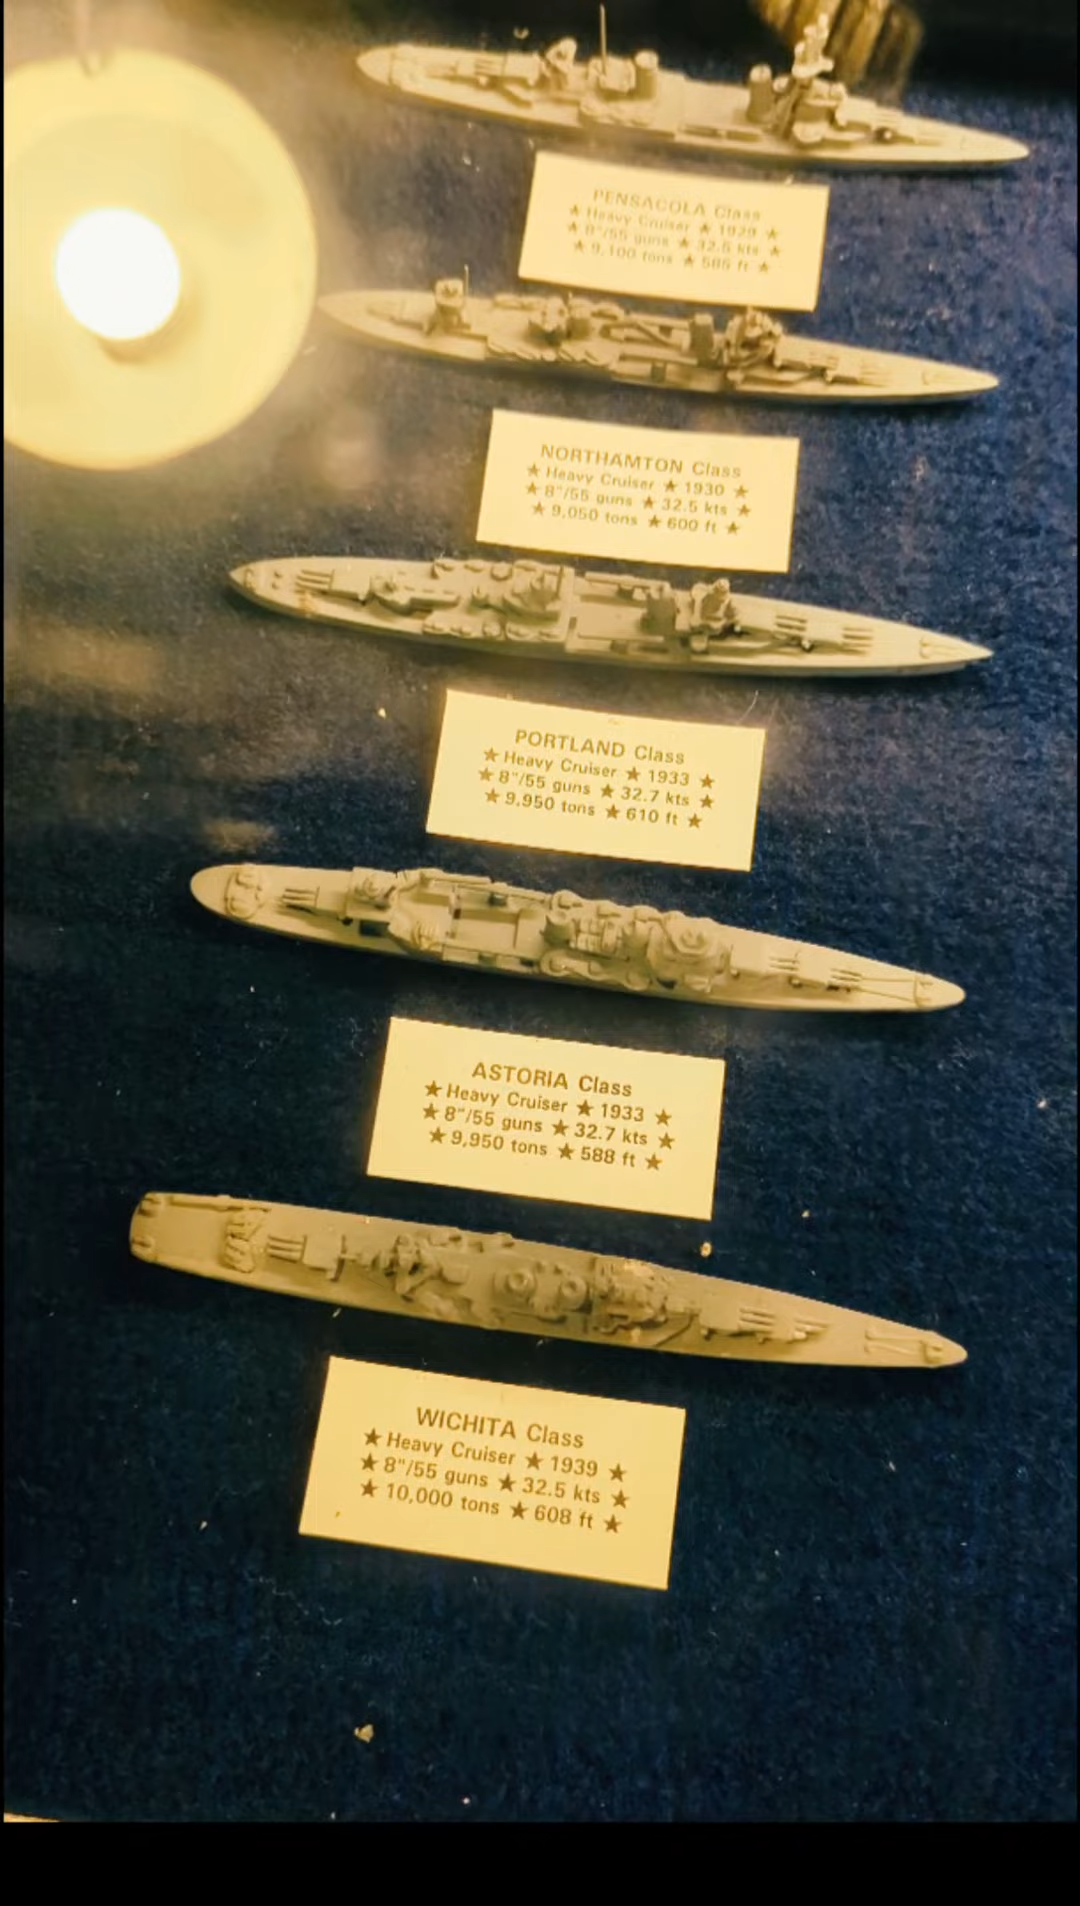 PENSACOLA Class
★ Heavy Cruiser ★ 1929 ★
★ 8"/55 guns ★ 32.5 kts ★
★ 9,100 tons ★ 585 ft ★
NORTHAMTON Class
★ Heavy Cruiser ★ 1930 ★
★ 8"/55 guns ★ 32.5 kts ★
★ 9,050 tons ★ 600 ft ★
PORTLAND Class
★ Heavy Cruiser ★ 1933 ★
★ 8"/55 guns ★ 32.7 kts ★
★ 9,950 tons ★ 610 ft ★
ASTORIA Class
★ Heavy Cruiser ★ 1933 ★
★ 8"/55 guns ★ 32.7 kts ★
★ 9,950 tons ★ 588 ft ★
WICHITA Class
★ Heavy Cruiser ★ 1939 ★
★ 8"/55 guns ★ 32.5 kts ★
★ 10,000 tons ★ 608 ft ★